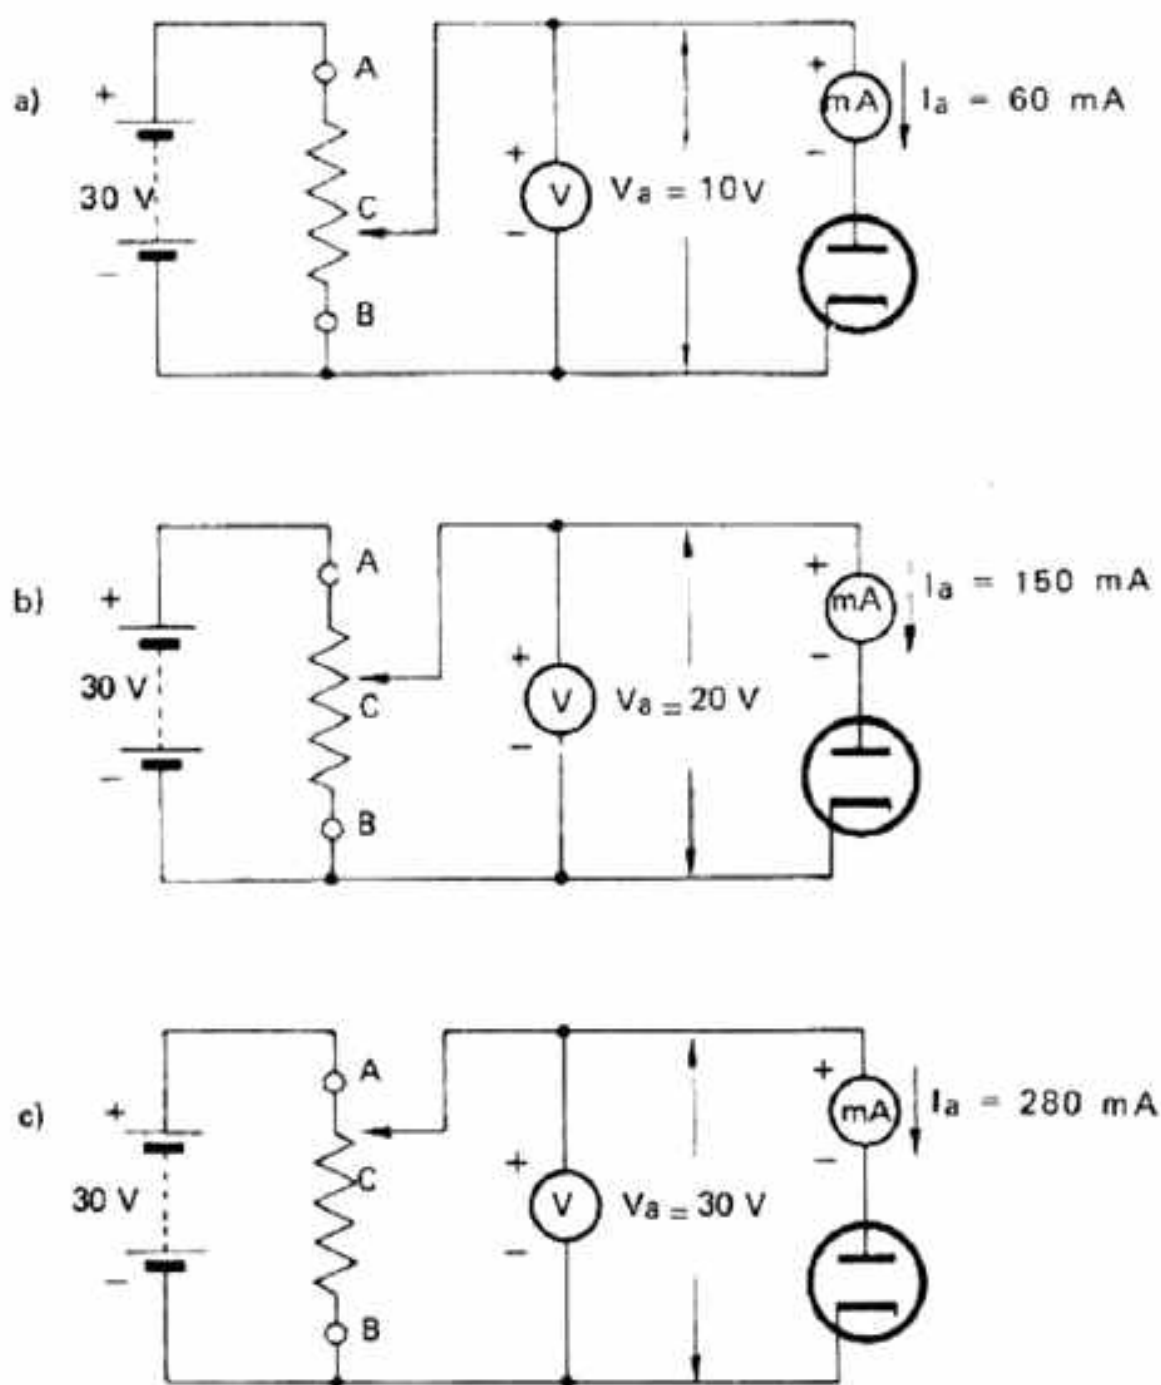 a)
+
30 V
−
A
C
B
+
V
−
Va = 10V
+
mA
−
Ia = 60 mA
b)
+
30 V
−
A
C
B
+
V
−
Va = 20 V
+
mA
−
Ia = 150 mA
c)
+
30 V
−
A
C
B
+
V
−
Va = 30 V
+
mA
−
Ia = 280 mA